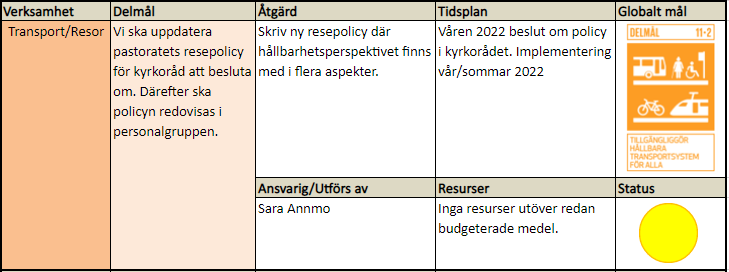 Verksamhet
Delmål
Åtgärd
Tidsplan
Globalt mål
Transport/Resor
Vi ska uppdatera
pastoratets resepolicy
för kyrkoråd att besluta
om. Därefter ska
policyn redovisas i
personalgruppen.
Skriv ny resepolicy där
hållbarhetsperspektivet finns
med i flera aspekter.
Våren 2022 beslut om policy
i kyrkorådet. Implementering
vår/sommar 2022
DELMÅL 11·2
TILLGÄNGLIGGÖR
HÅLLBARA
TRANSPORTSYSTEM
FÖR ALLA
Ansvarig/Utförs av
Resurser
Status
Sara Annmo
Inga resurser utöver redan
budgeterade medel.